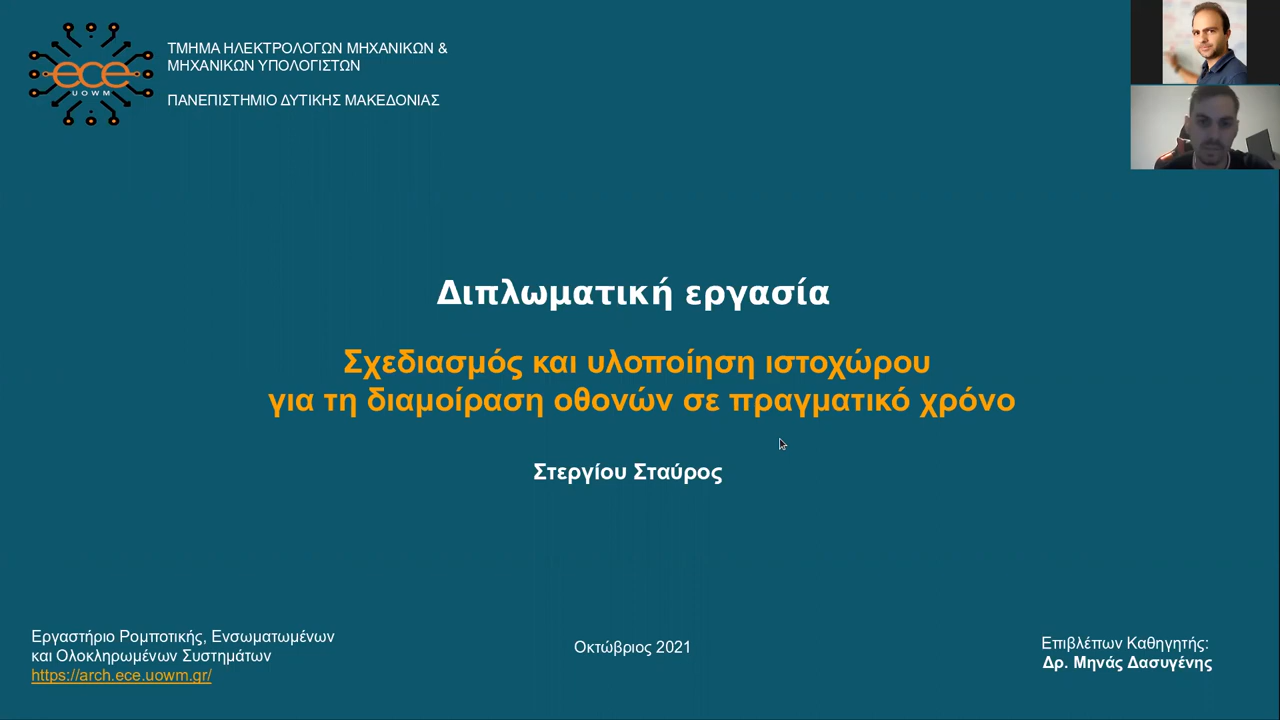 ece
UOWM
ΤΜΗΜΑ ΗΛΕΚΤΡΟΛΟΓΩΝ ΜΗΧΑΝΙΚΩΝ &
ΜΗΧΑΝΙΚΩΝ ΥΠΟΛΟΓΙΣΤΩΝ
ΠΑΝΕΠΙΣΤΗΜΙΟ ΔΥΤΙΚΗΣ ΜΑΚΕΔΟΝΙΑΣ
Διπλωματική εργασία
Σχεδιασμός και υλοποίηση ιστοχώρου
για τη διαμοίραση οθονών σε πραγματικό χρόνο
Στεργίου Σταύρος
Εργαστήριο Ρομποτικής, Ενσωματωμένων
και Ολοκληρωμένων Συστημάτων
https://arch.ece.uowm.gr/
Οκτώβριος 2021
Επιβλέπων Καθηγητής:
Δρ. Μηνάς Δασυγένης